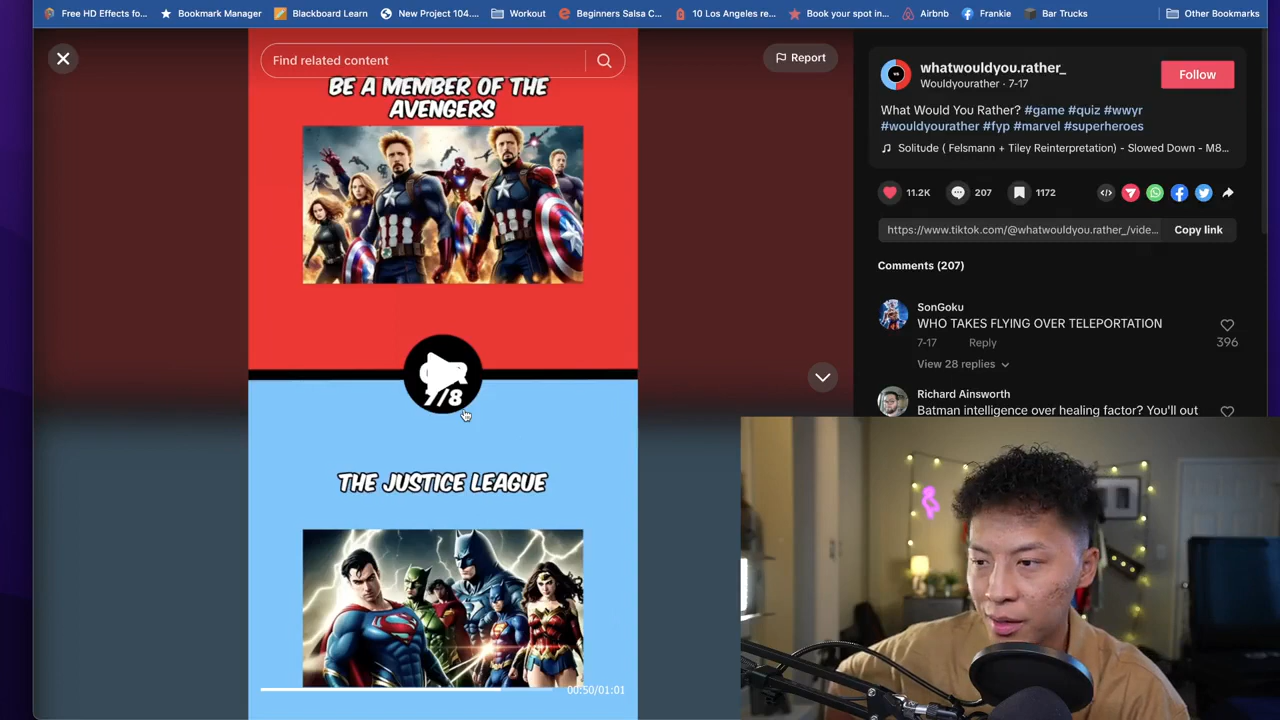 Free HD Effects fo...
Bookmark Manager
Blackboard Learn
New Project 104....
Workout
Beginners Salsa C...
10 Los Angeles re...
Book your spot in...
Airbnb
Frankie
Bar Trucks
Other Bookmarks
Find related content
Report
BE A MEMBER OF THE
AVENGERS
7/8
THE JUSTICE LEAGUE
00:50/01:01
whatwouldyou.rather_
Wouldyourather · 7-17
Follow
What Would You Rather? #game #quiz #wwyr
#wouldyourather #fyp #marvel #superheroes
Solitude ( Felsmann + Tiley Reinterpretation) - Slowed Down - M8...
11.2K
207
1172
https://www.tiktok.com/@whatwouldyou.rather_/vide...
Copy link
Comments (207)
SonGoku
WHO TAKES FLYING OVER TELEPORTATION
7-17 Reply
396
View 28 replies
Richard Ainsworth
Batman intelligence over healing factor? You'll out